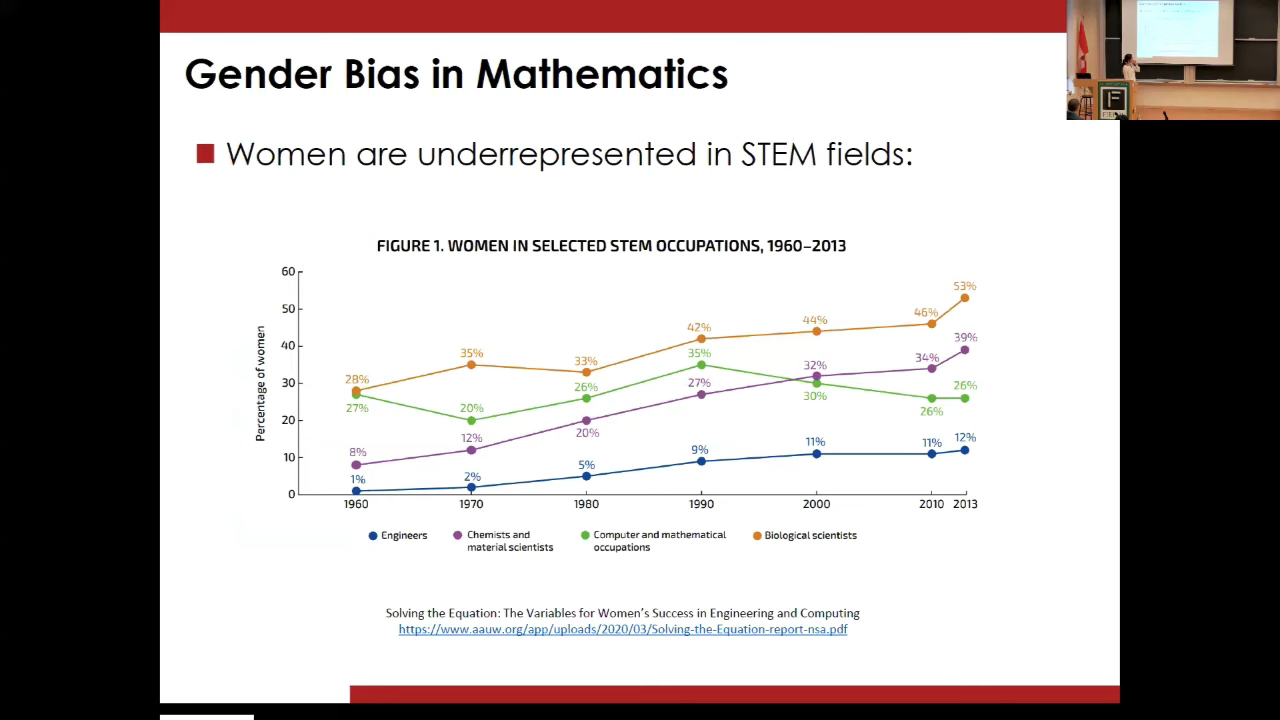 Gender Bias in Mathematics
Women are underrepresented in STEM fields:
FIGURE 1. WOMEN IN SELECTED STEM OCCUPATIONS, 1960–2013
Percentage of women
60
50
40
30
20
10
0
28%
35%
33%
42%
44%
46%
53%
27%
20%
26%
35%
30%
26%
26%
8%
12%
20%
27%
32%
34%
39%
1%
2%
5%
9%
11%
11%
12%
1960 1970 1980 1990 2000 2010 2013
Engineers
Chemists and
material scientists
Computer and mathematical
occupations
Biological scientists
Solving the Equation: The Variables for Women's Success in Engineering and Computing
https://www.aauw.org/app/uploads/2020/03/Solving-the-Equation-report-nsa.pdf